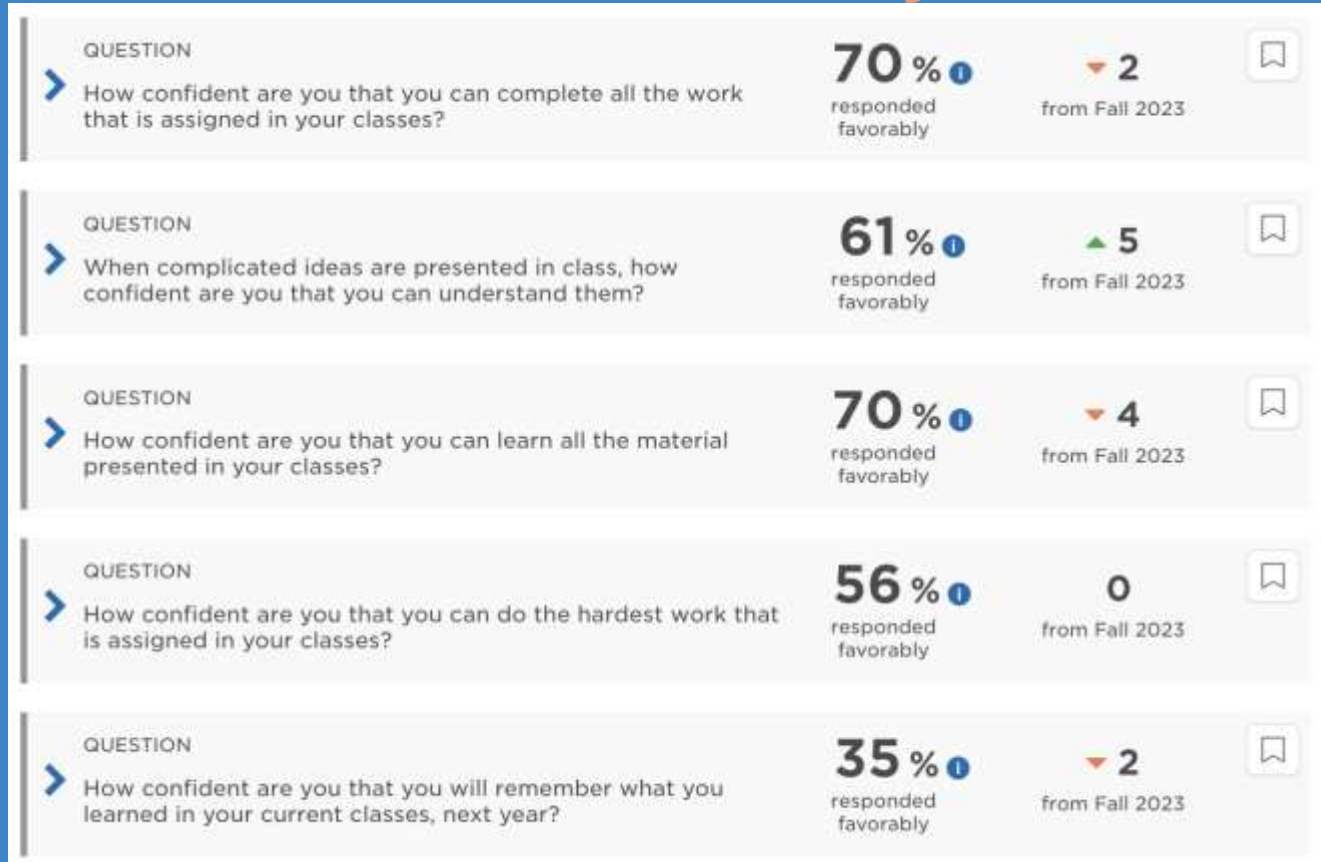 QUESTION
How confident are you that you can complete all the work
that is assigned in your classes?
70 %
responded
favorably
2
from Fall 2023
QUESTION
When complicated ideas are presented in class, how
confident are you that you can understand them?
61 %
responded
favorably
5
from Fall 2023
QUESTION
How confident are you that you can learn all the material
presented in your classes?
70 %
responded
favorably
4
from Fall 2023
QUESTION
How confident are you that you can do the hardest work that
is assigned in your classes?
56 %
responded
favorably
0
from Fall 2023
QUESTION
How confident are you that you will remember what you
learned in your current classes, next year?
35 %
responded
favorably
2
from Fall 2023